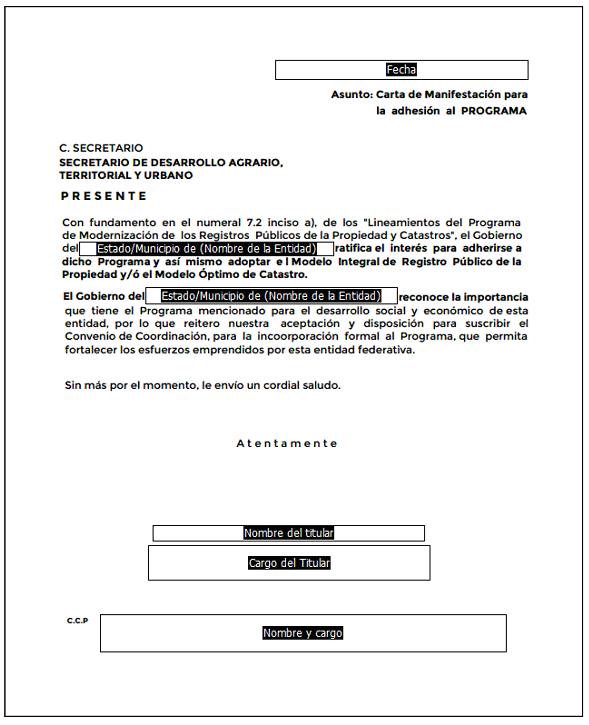 Fecha
Asunto: Carta de Manifestación para
la adhesión al PROGRAMA
C. SECRETARIO
SECRETARIO DE DESARROLLO AGRARIO,
TERRITORIAL Y URBANO
P R E S E N T E
Con fundamento en el numeral 7.2 inciso a), de los "Lineamientos del Programa
de Modernización de los Registros Públicos de la Propiedad y Catastros", el Gobierno
del Estado/Municipio de (Nombre de la Entidad) ratifica el interés para adherirse a
dicho Programa y así mismo adoptar e l Modelo Integral de Registro Público de la
Propiedad y/ó el Modelo Óptimo de Catastro.
El Gobierno del Estado/Municipio de (Nombre de la Entidad) reconoce la importancia
que tiene el Programa mencionado para el desarrollo social y económico de esta
entidad, por lo que reitero nuestra aceptación y disposición para suscribir el
Convenio de Coordinación, para la incoorporación formal al Programa, que permita
fortalecer los esfuerzos emprendidos por esta entidad federativa.
Sin más por el momento, le envío un cordial saludo.
A t e n t a m e n t e
Nombre del titular
Cargo del Titular
C.C.P
Nombre y cargo